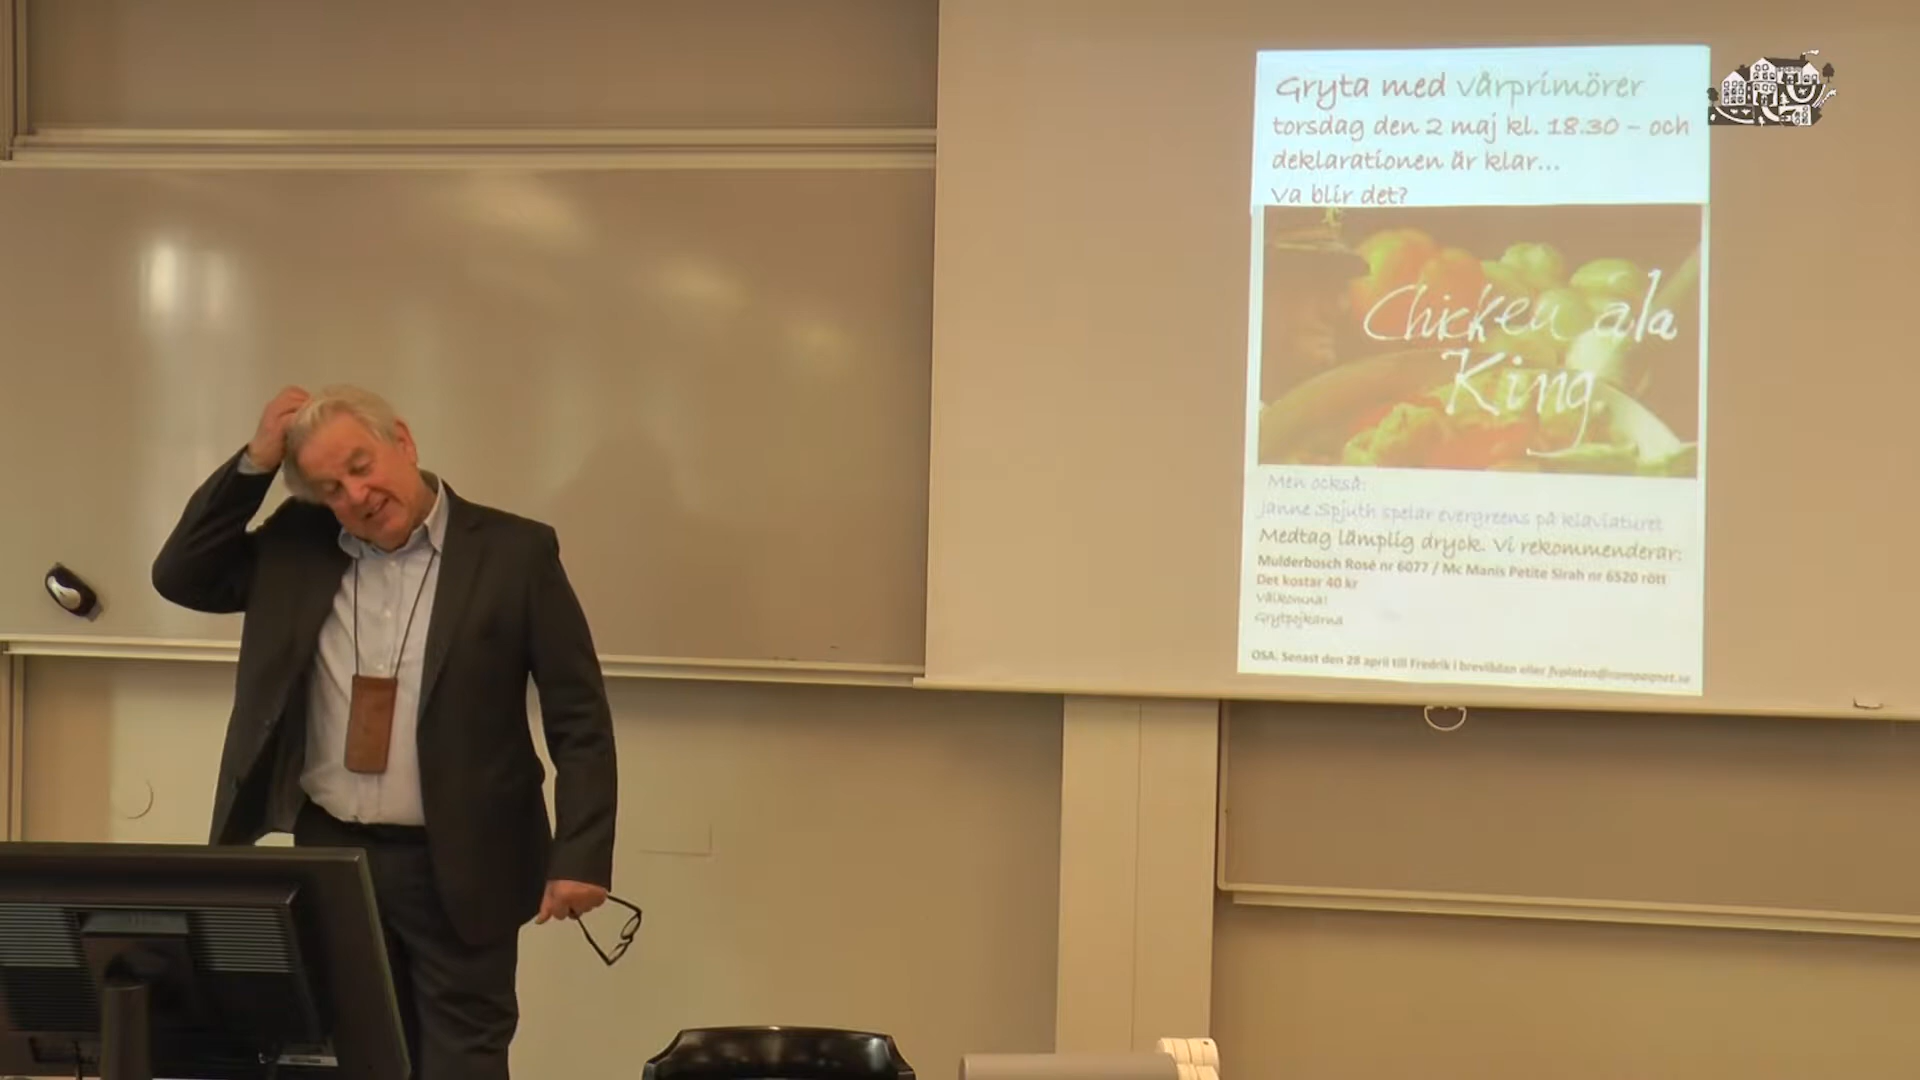 Gryta med vårprimörer
torsdag den 2 maj kl. 18.30 – och
deklarationen är klar...
Va blir det?
Chicken ala
King
Men också:
Janne Spjuth spelar evergreens på klaviaturet
Medtag lämplig dryck. Vi rekommenderar:
Mulderbosch Rosé nr 6077 / Mc Manis Petite Sirah nr 6520 rött
Det kostar 40 kr
Välkomna!
Grytpojkarna
OSA. Senast den 28 april till Fredrik i brevlådan eller